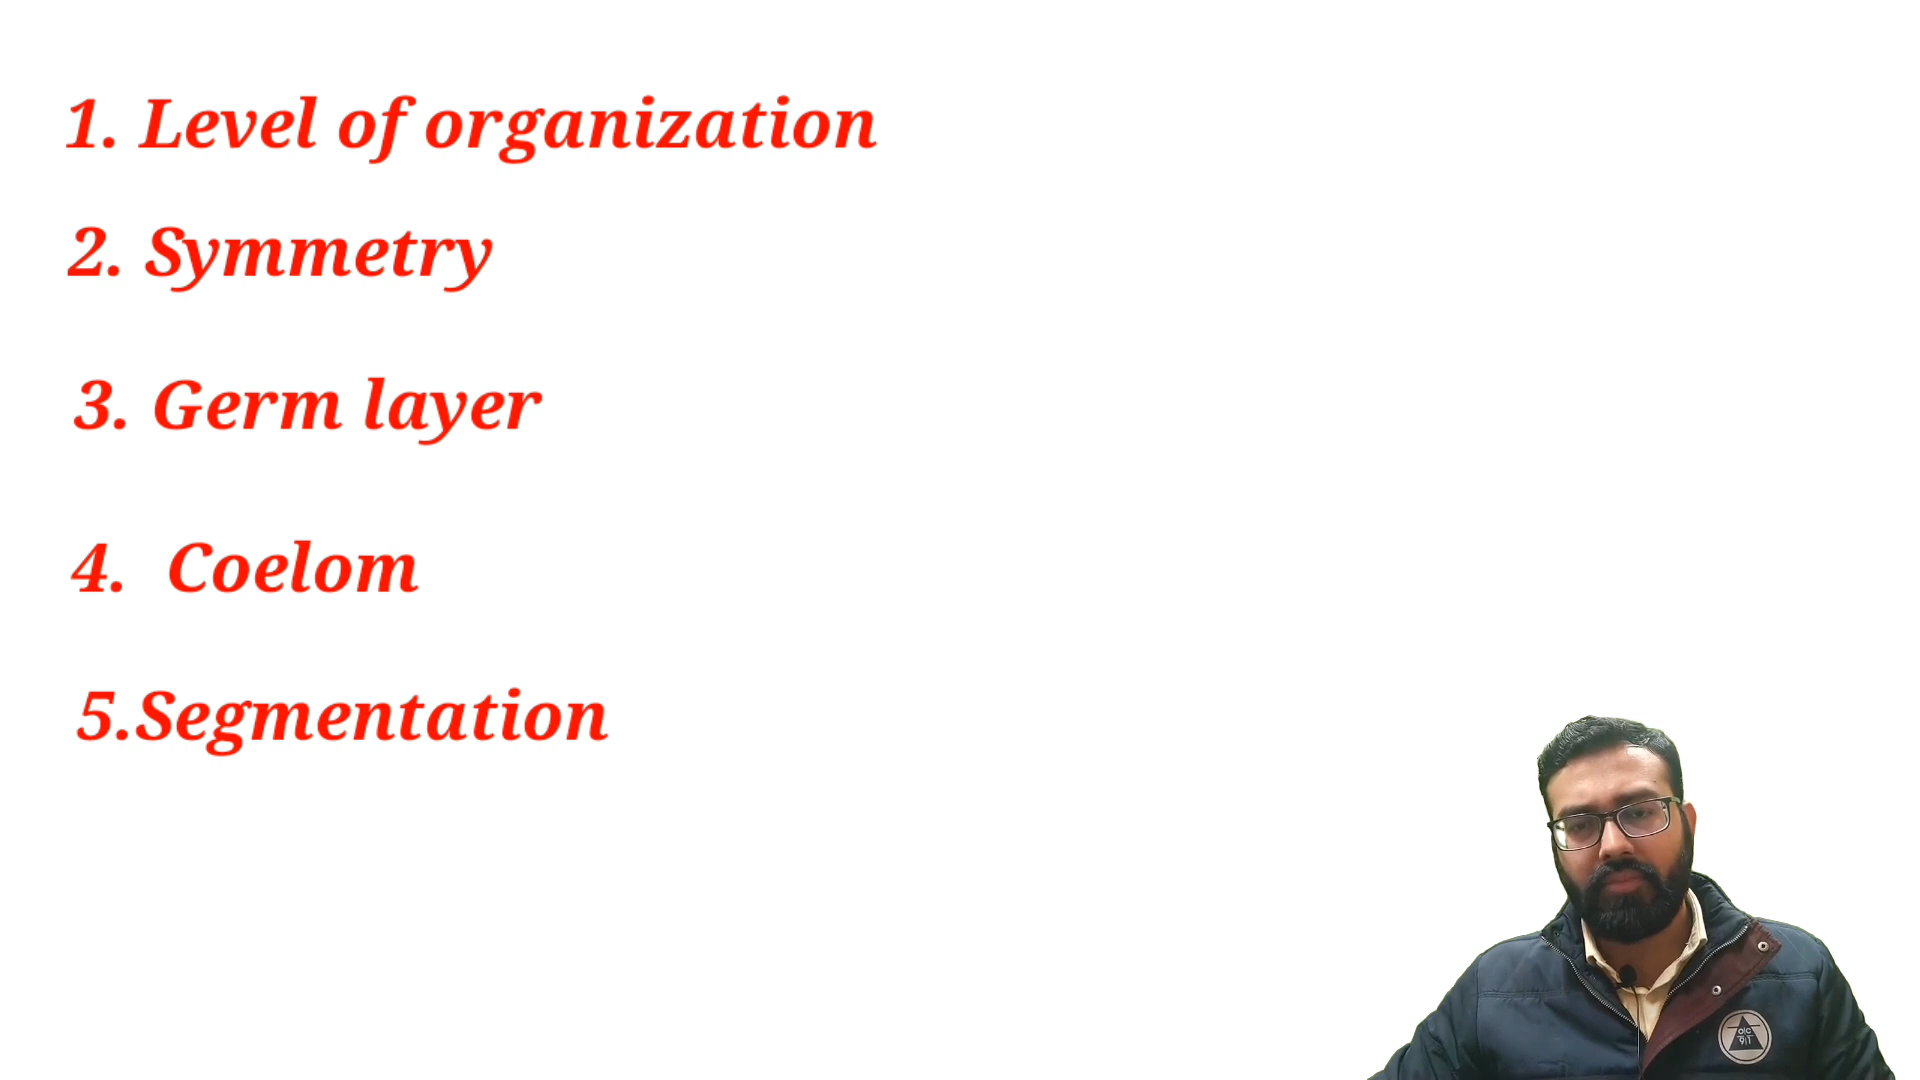 1. Level of organization
2. Symmetry
3. Germ layer
4. Coelom
5.Segmentation